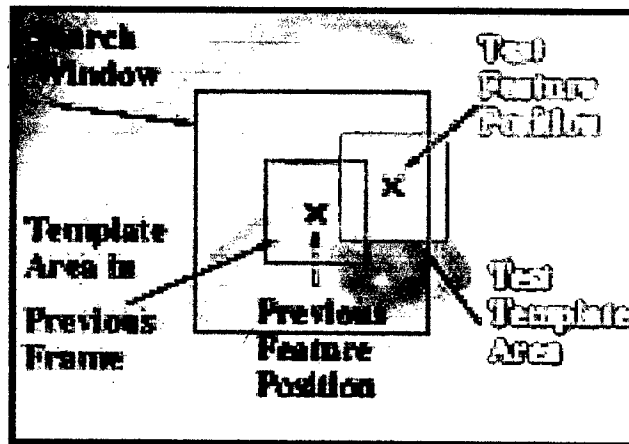 Search
Window
Test
Feature
Position
Template
Area in
Previous
Frame
Previous
Feature
Position
Test
Template
Area